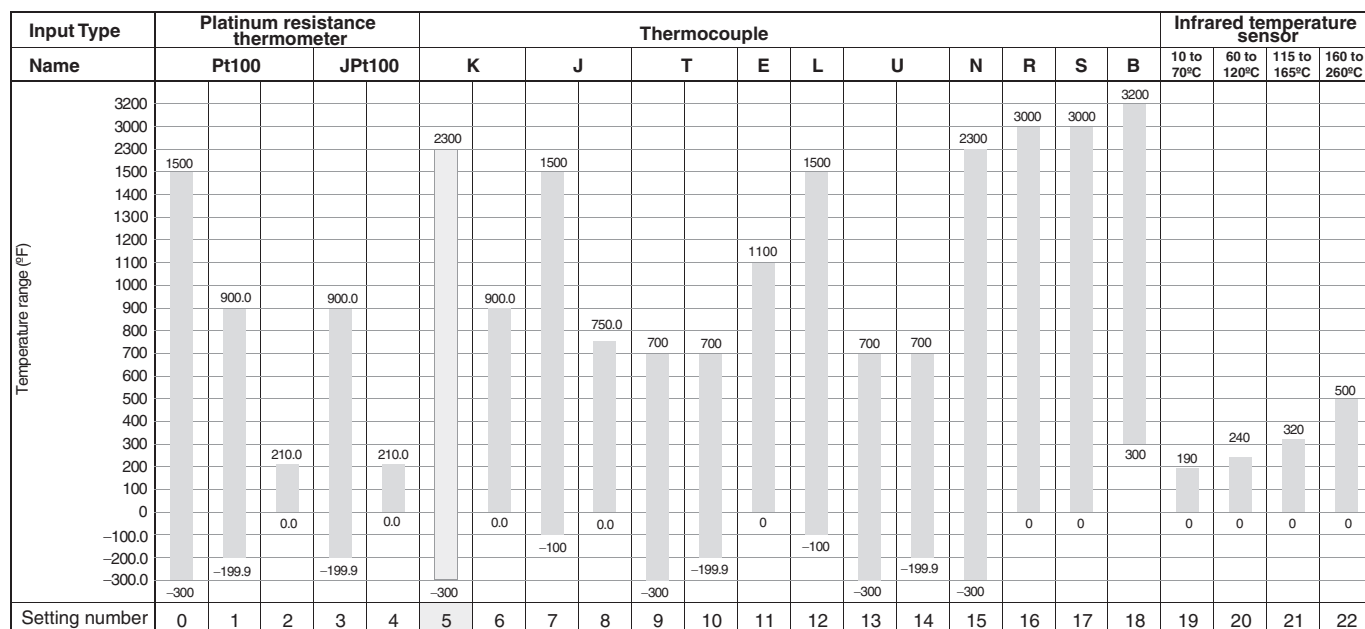 Input Type Platinum resistance thermometer Thermocouple Infrared temperature sensor
Name Pt100 JPt100 K J T E L U N R S B 10 to 70ºC 60 to 120ºC 115 to 165ºC 160 to 260ºC
Temperature range (ºF)
3200 3200
3000 3000 3000
2300 2300 2300
1500 1500 1500 1500
1400
1300
1200
1100 1100
1000
900 900.0 900.0 900.0
800 750.0
700 700 700 700 700
600
500 500
400
300 210.0 210.0 240 320
200 300 190
100
0 0.0 0.0 0.0 0.0 0 0 0 0 0 0 0
−100.0 −100 −100
−200.0 −199.9 −199.9 −199.9 −199.9
−300.0 −300 −300 −300 −300 −300
Setting number 0 1 2 3 4 5 6 7 8 9 10 11 12 13 14 15 16 17 18 19 20 21 22